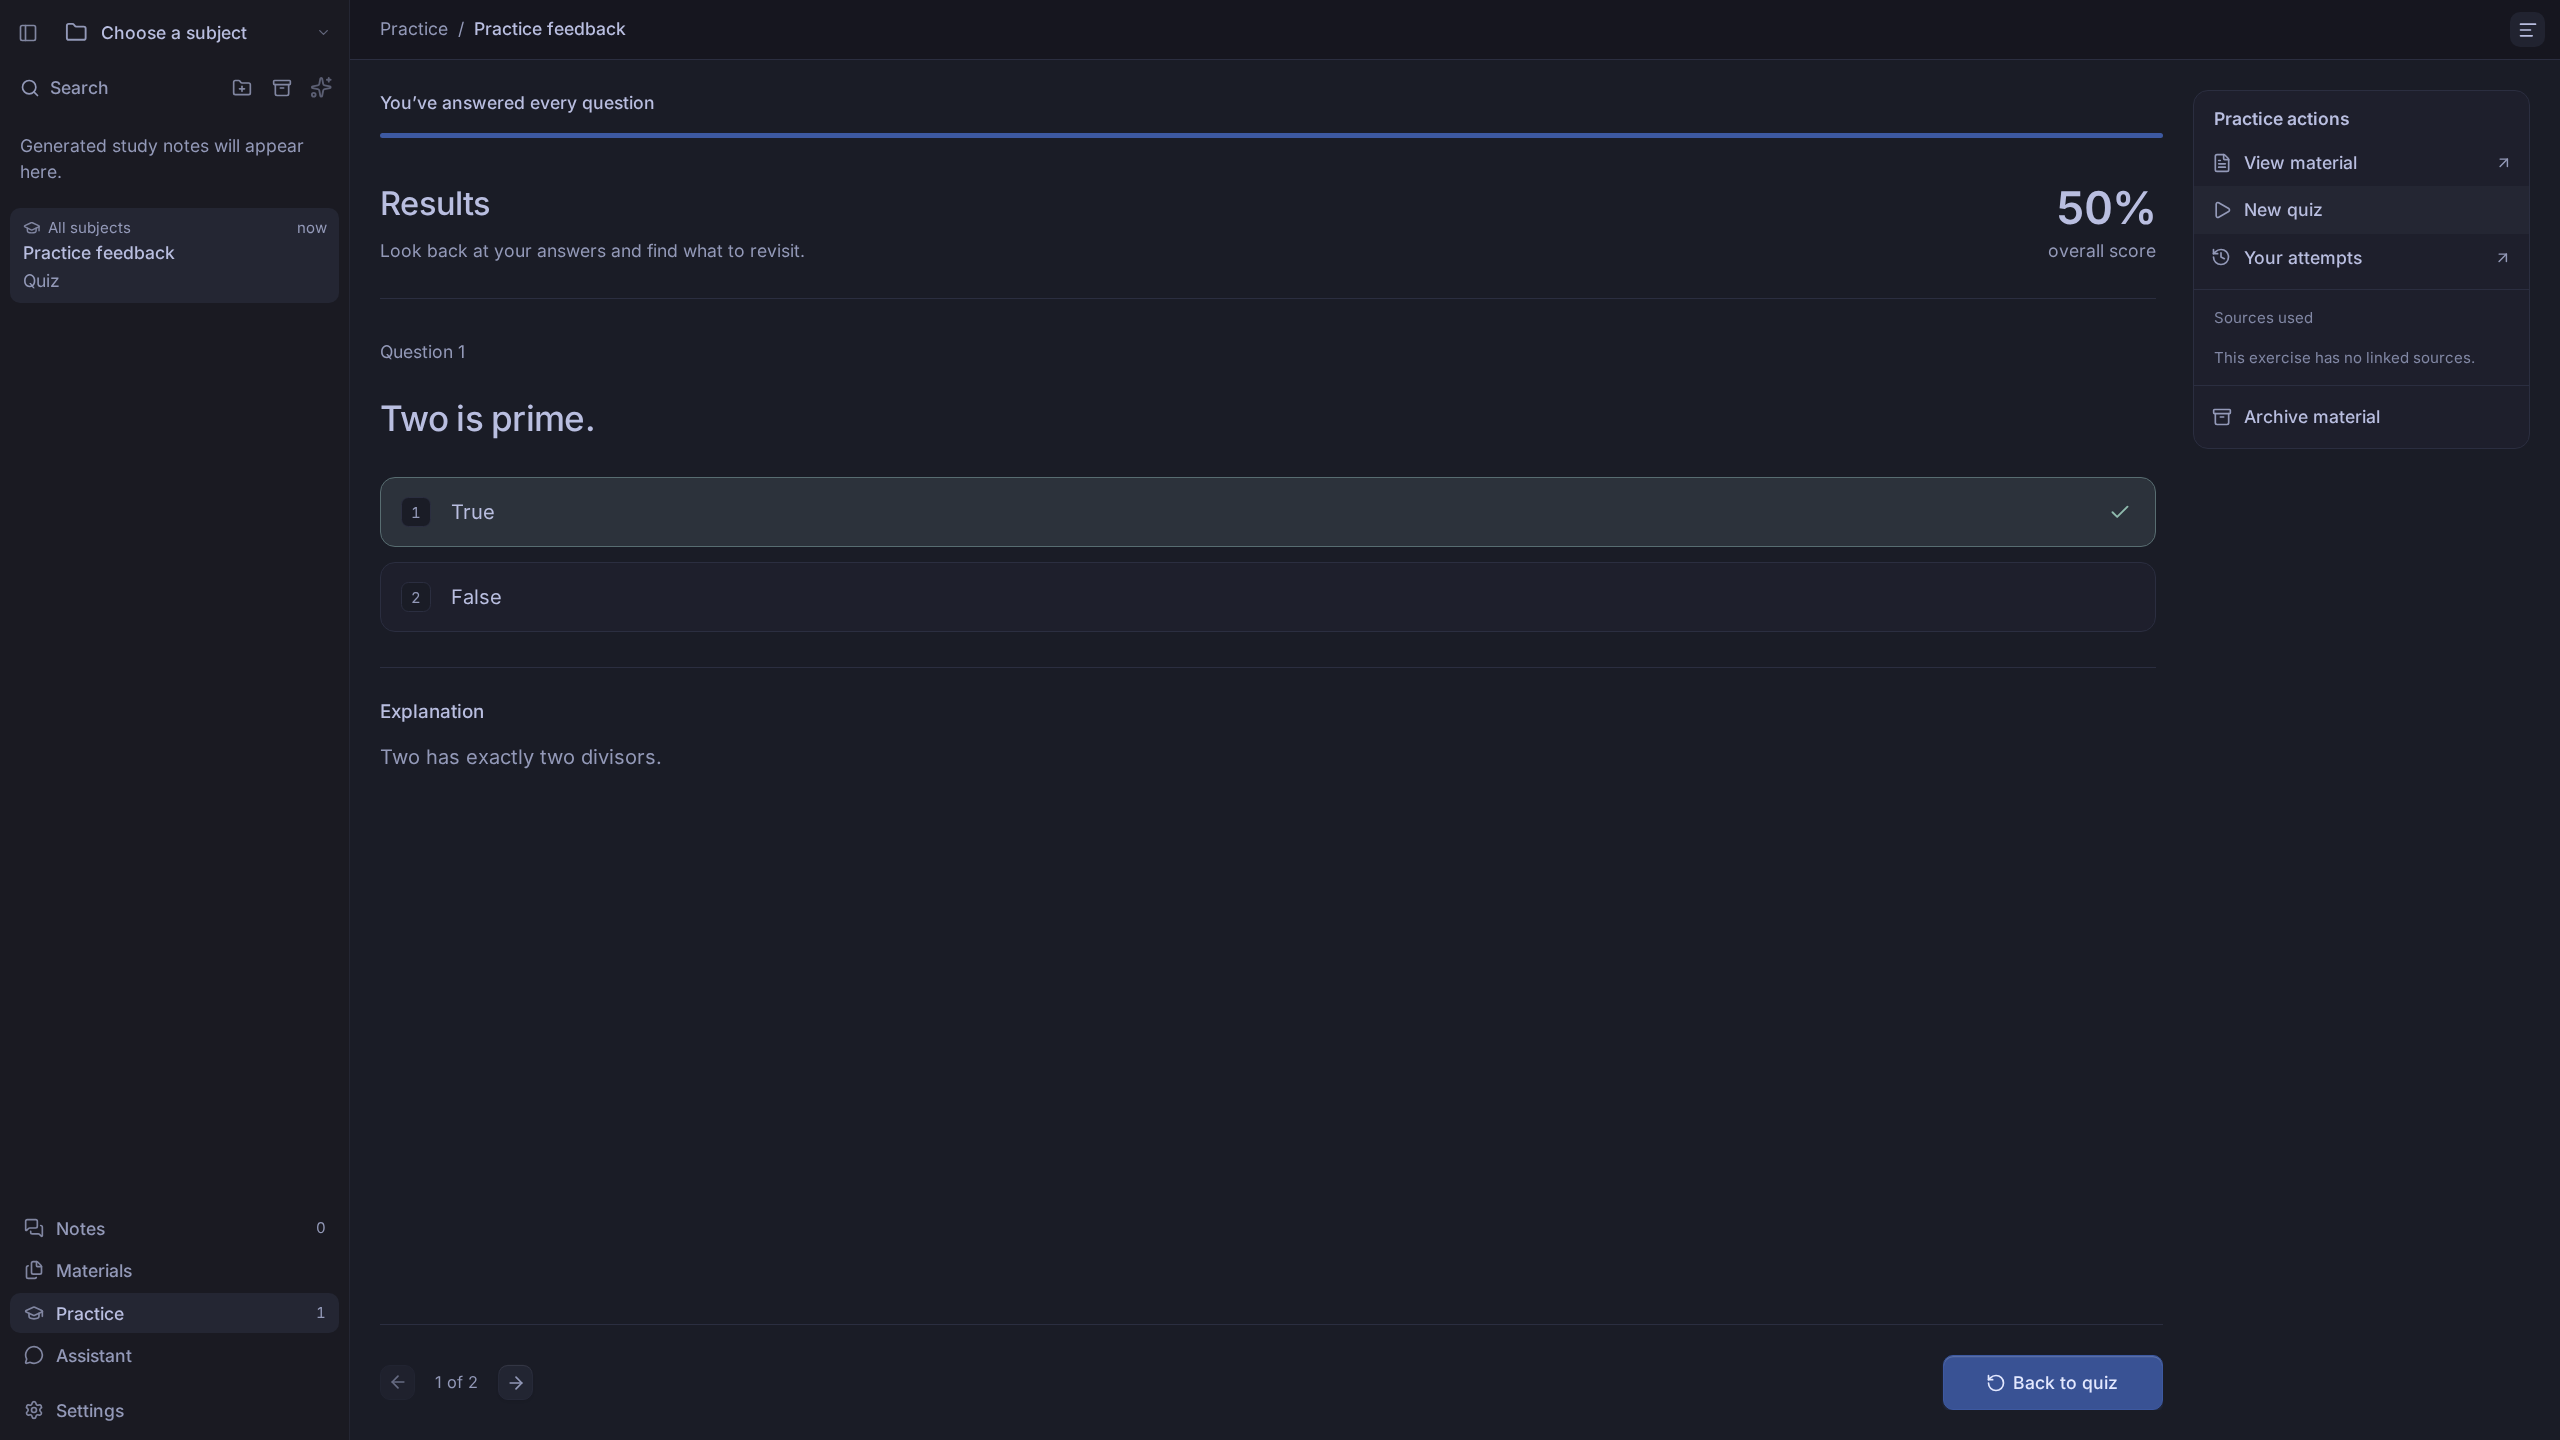 Choose a subject
Search
Generated study notes will appear
here.
All subjects
now
Practice feedback
Quiz
Notes
0
Materials
Practice
1
Assistant
Settings
Practice / Practice feedback
You’ve answered every question
Results
Look back at your answers and find what to revisit.
50%
overall score
Question 1
Two is prime.
1 True
2 False
Explanation
Two has exactly two divisors.
1 of 2
Back to quiz
Practice actions
View material
New quiz
Your attempts
Sources used
This exercise has no linked sources.
Archive material